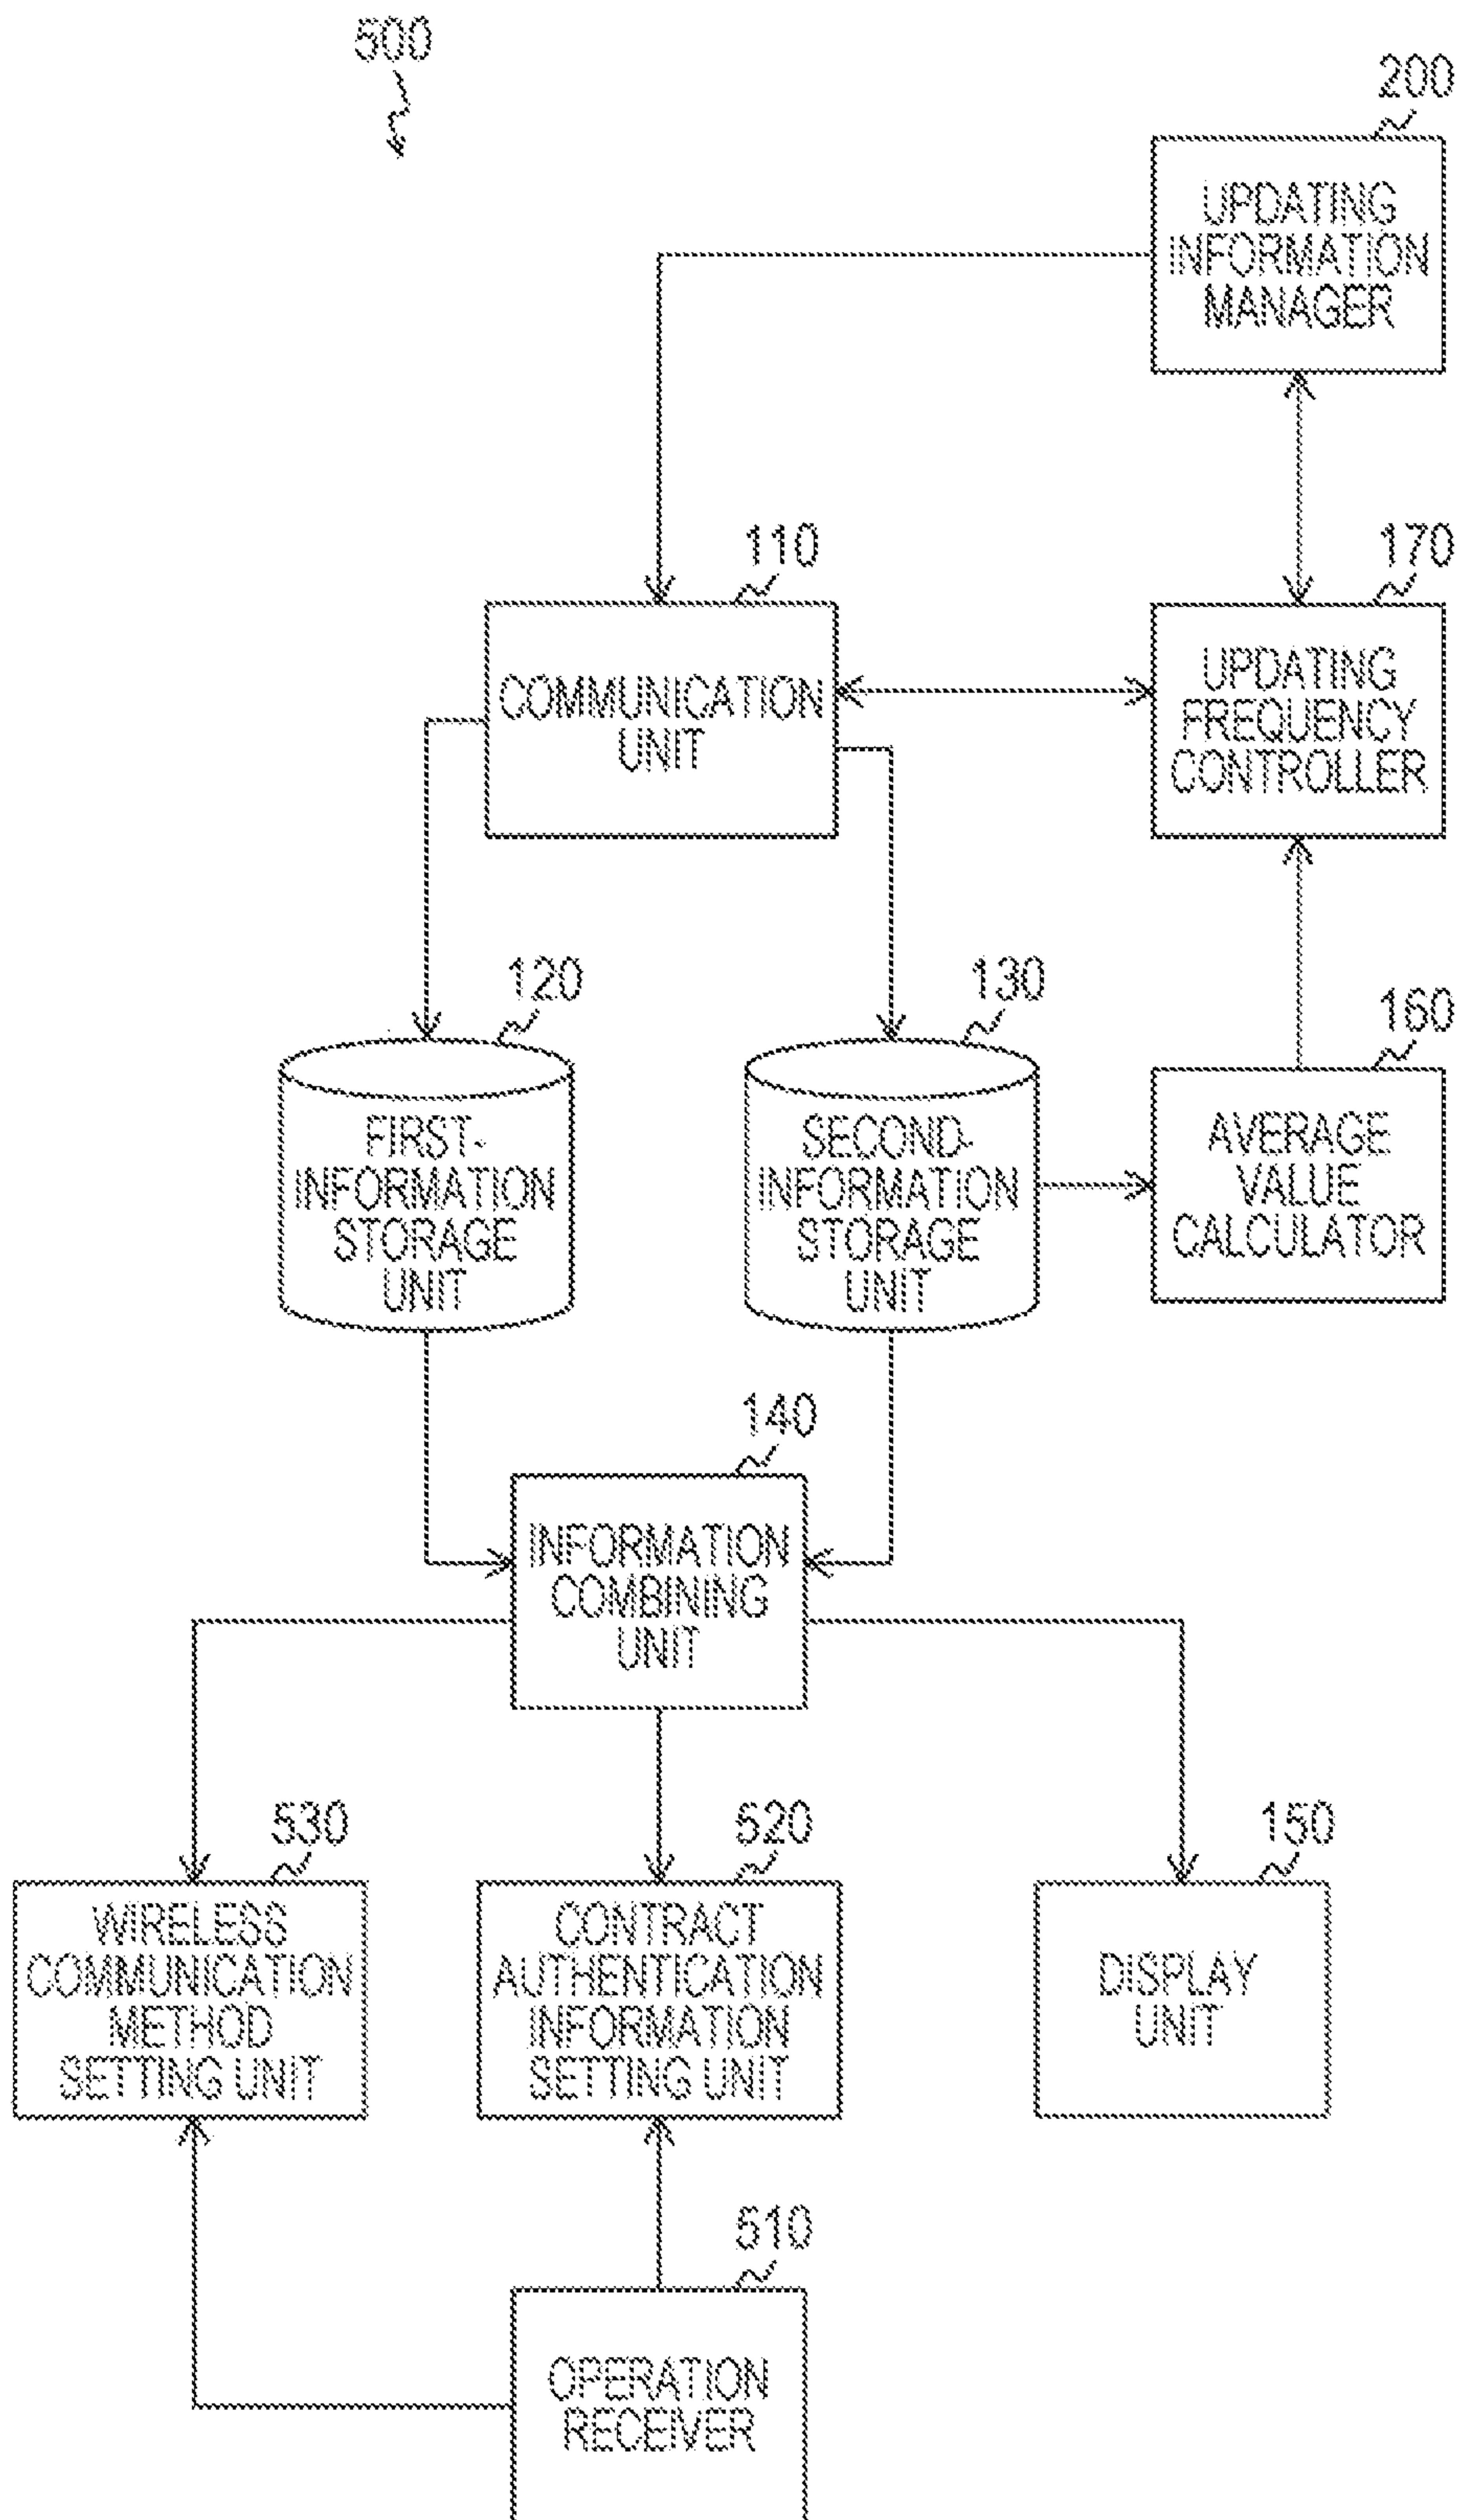 500
200
UPDATING
INFORMATION
MANAGER
110
COMMUNICATION
UNIT
170
UPDATING
FREQUENCY
CONTROLLER
120
FIRST-
INFORMATION
STORAGE
UNIT
130
SECOND-
INFORMATION
STORAGE
UNIT
160
AVERAGE
VALUE
CALCULATOR
140
INFORMATION
COMBINING
UNIT
530
WIRELESS
COMMUNICATION
METHOD
SETTING UNIT
520
CONTRACT
AUTHENTICATION
INFORMATION
SETTING UNIT
150
DISPLAY
UNIT
510
OPERATION
RECEIVER